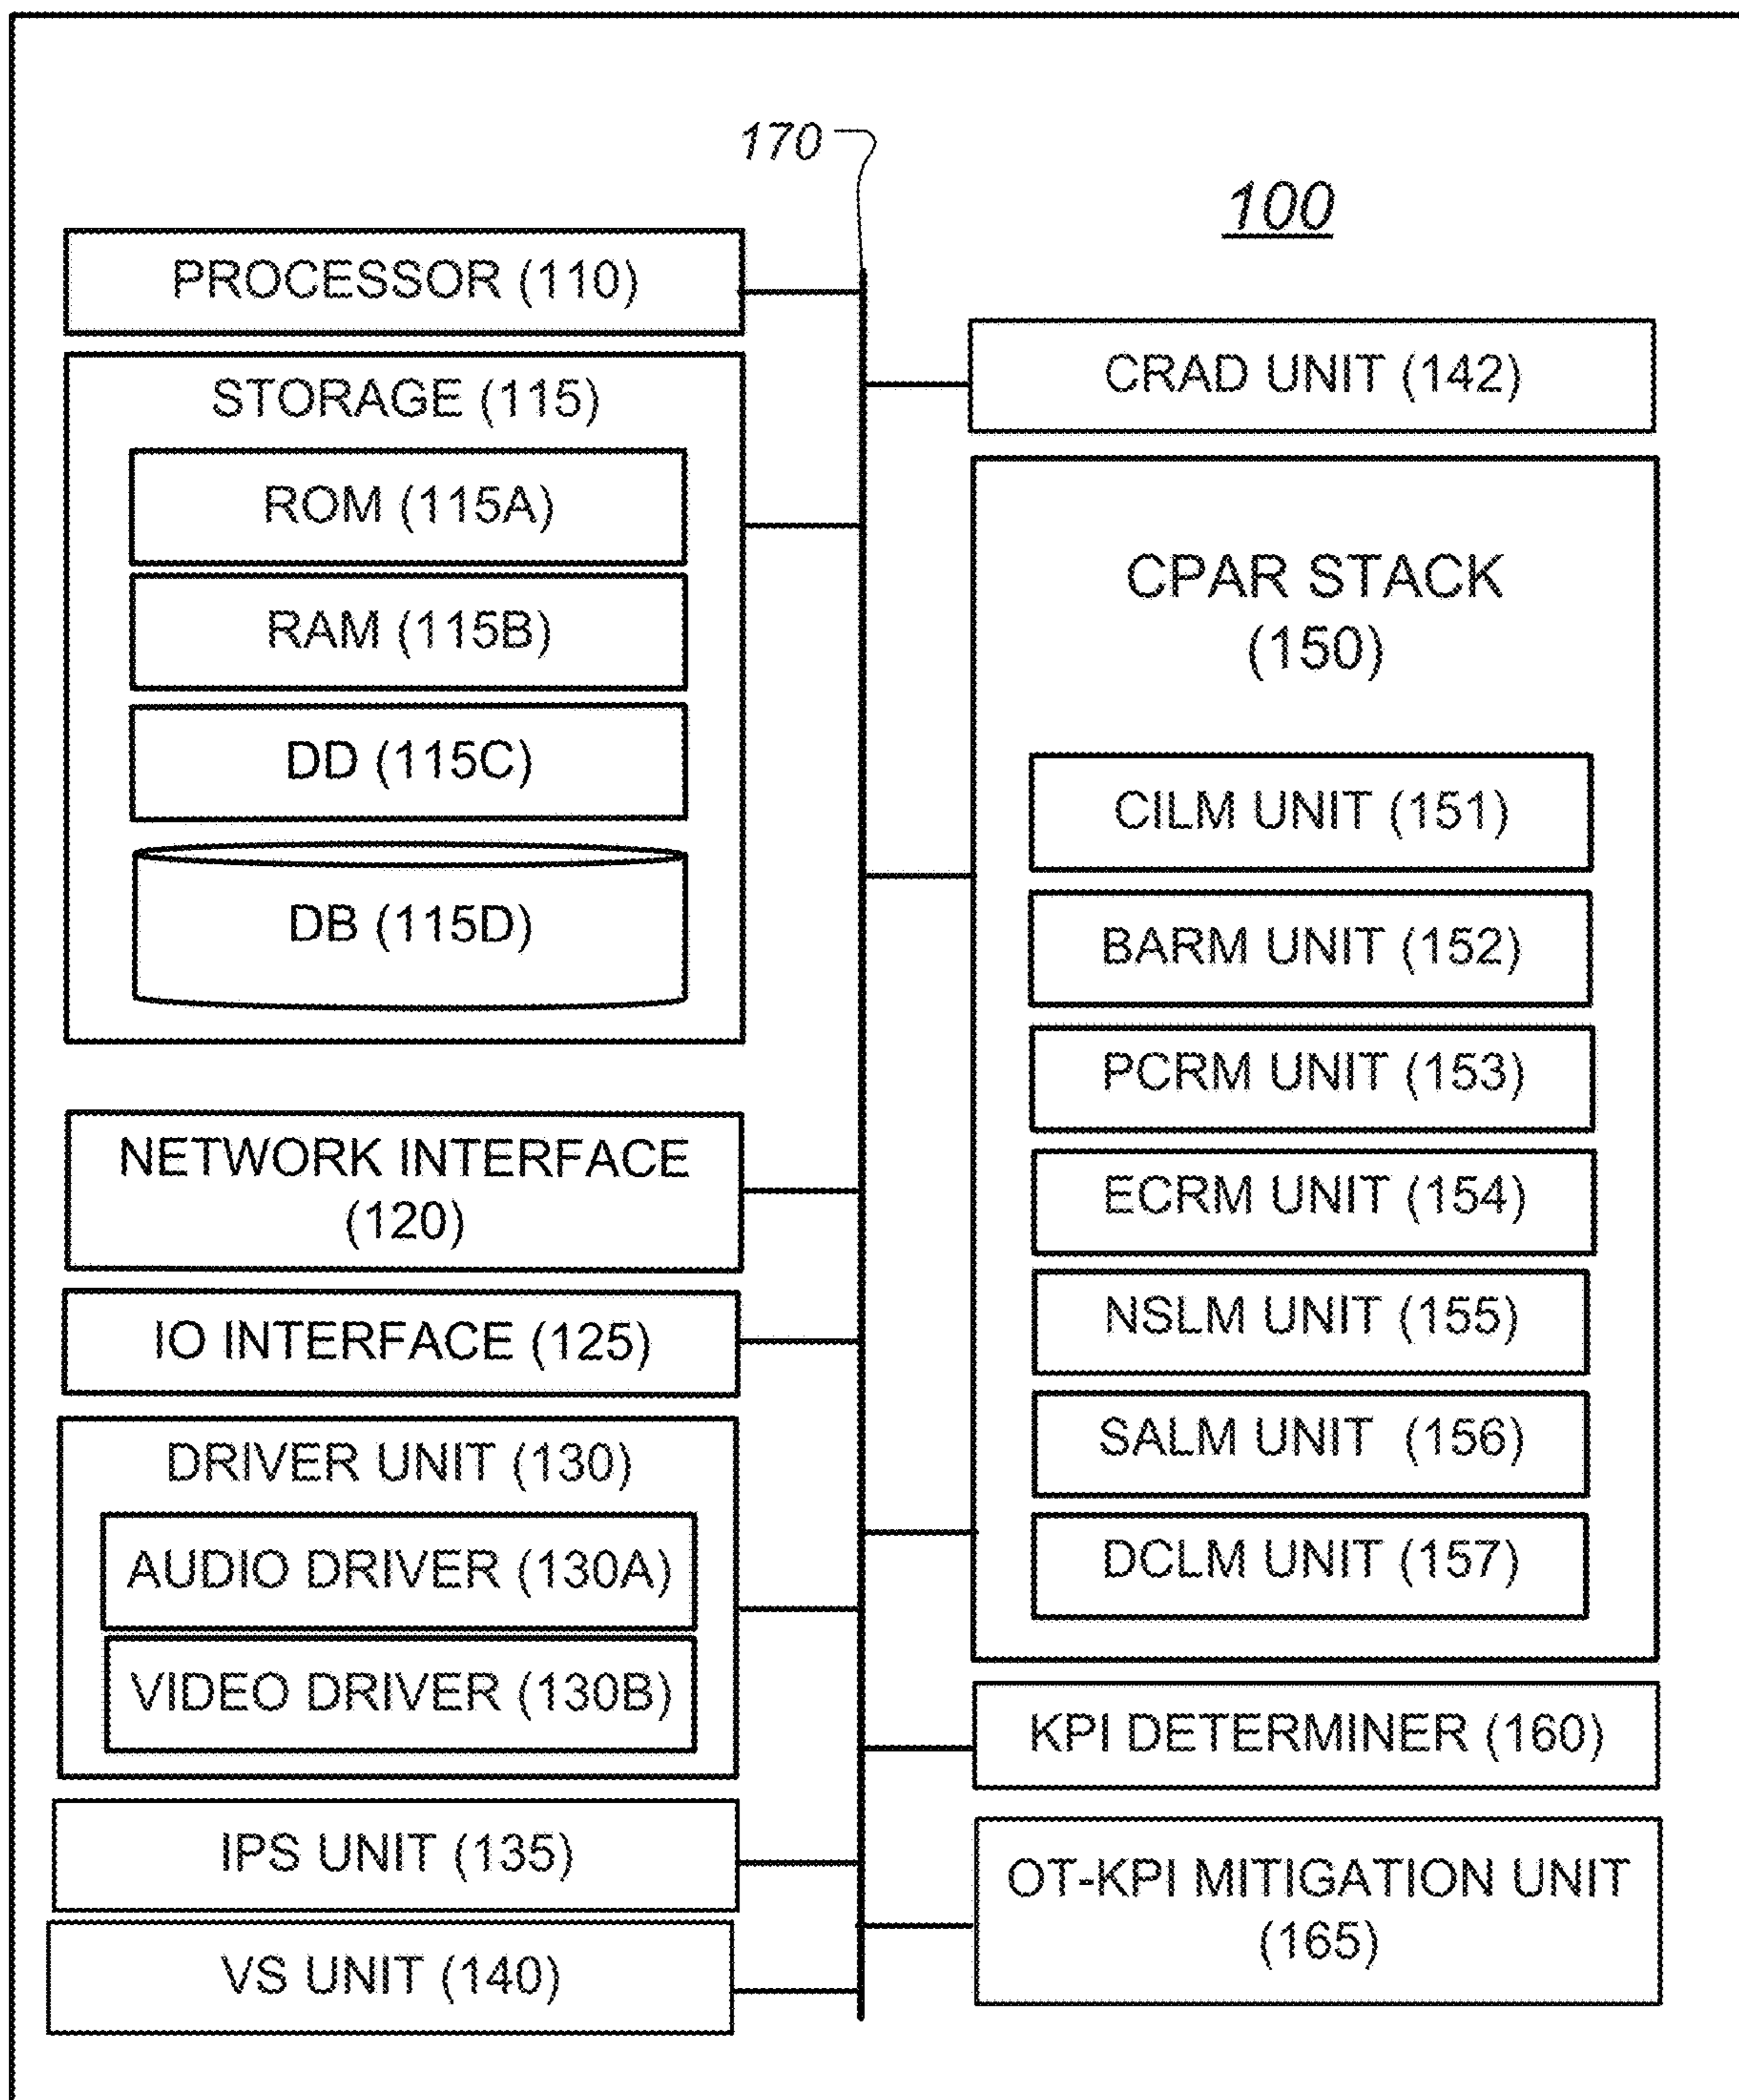 170
100
PROCESSOR (110)
STORAGE (115)
ROM (115A)
RAM (115B)
DD (115C)
DB (115D)
NETWORK INTERFACE
(120)
IO INTERFACE (125)
DRIVER UNIT (130)
AUDIO DRIVER (130A)
VIDEO DRIVER (130B)
IPS UNIT (135)
VS UNIT (140)
CRAD UNIT (142)
CPAR STACK
(150)
CILM UNIT (151)
BARM UNIT (152)
PCRM UNIT (153)
ECRM UNIT (154)
NSLM UNIT (155)
SALM UNIT (156)
DCLM UNIT (157)
KPI DETERMINER (160)
OT-KPI MITIGATION UNIT
(165)